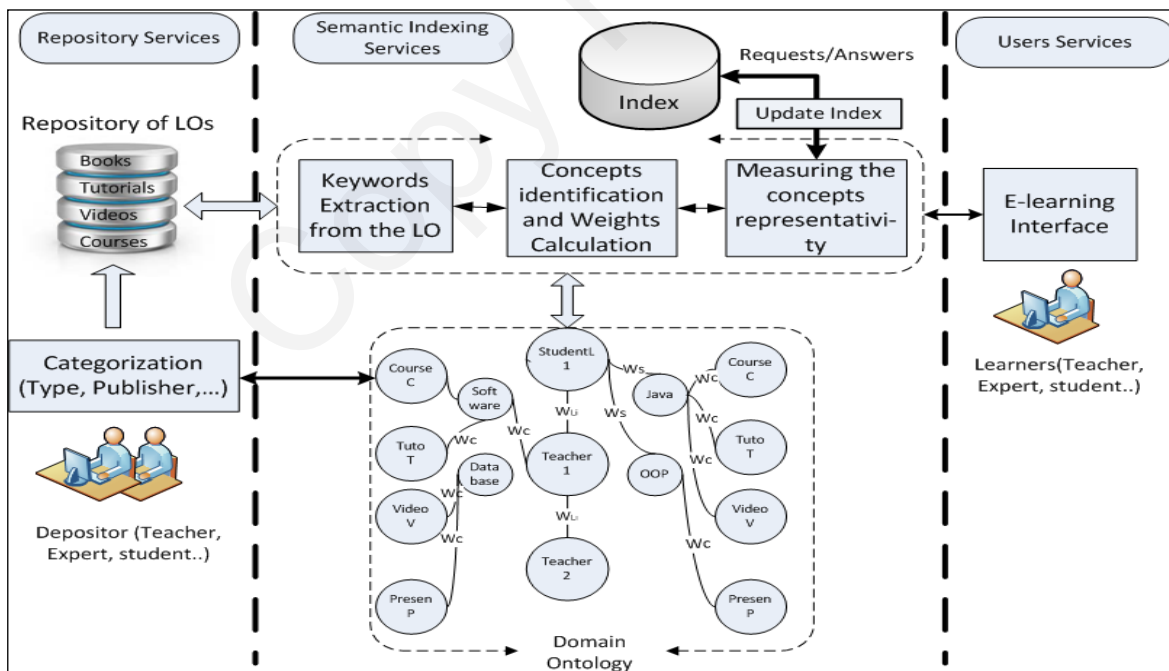 Repository Services
Semantic Indexing
Services
Users Services
Requests/Answers
Index
Update Index
Repository of LOs
Books
Tutorials
Videos
Courses
Keywords
Extraction
from the LO
Concepts
identification
and Weights
Calculation
Measuring the
concepts
representativi-
ty
E-learning
Interface
Learners(Teacher,
Expert, student..)
Categorization
(Type, Publisher,...)
Depositor (Teacher,
Expert, student..)
Course
C
Soft
ware
Tuto
T
Data
base
Video
V
Presen
P
Wc
Wc
Wc
Wc
StudentL
1
Teacher
1
Teacher
2
Ws
Ws
Java
OOP
Wc
Wc
Wc
Wc
Course
C
Tuto
T
Video
V
Presen
P
Domain
Ontology
Copy